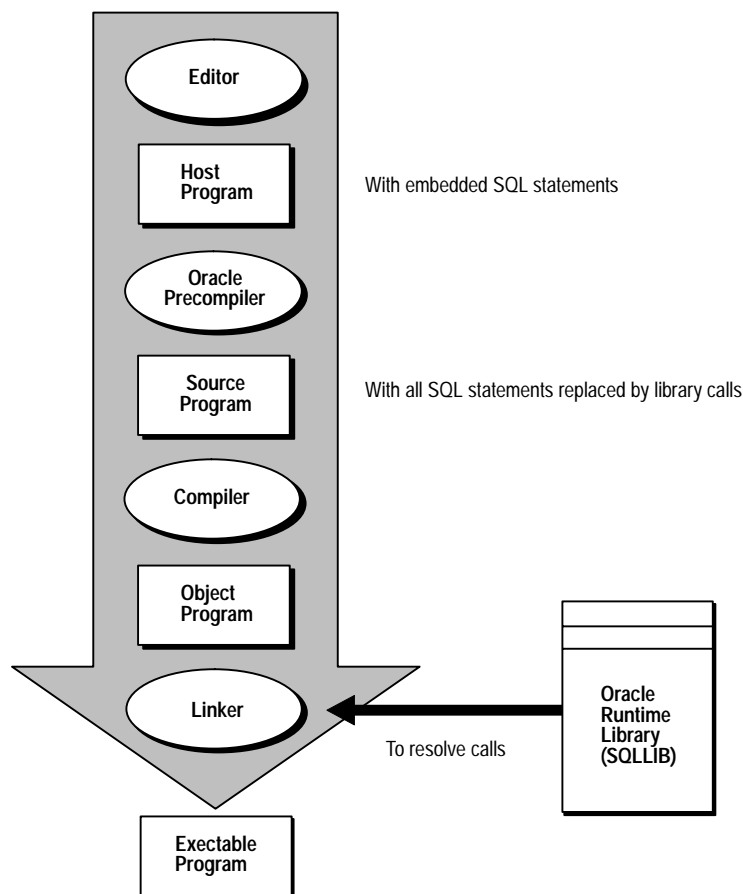 Editor
Host
Program
With embedded SQL statements
Oracle
Precompiler
Source
Program
With all SQL statements replaced by library calls
Compiler
Object
Program
Linker
To resolve calls
Oracle
Runtime
Library
(SQLLIB)
Exectable
Program